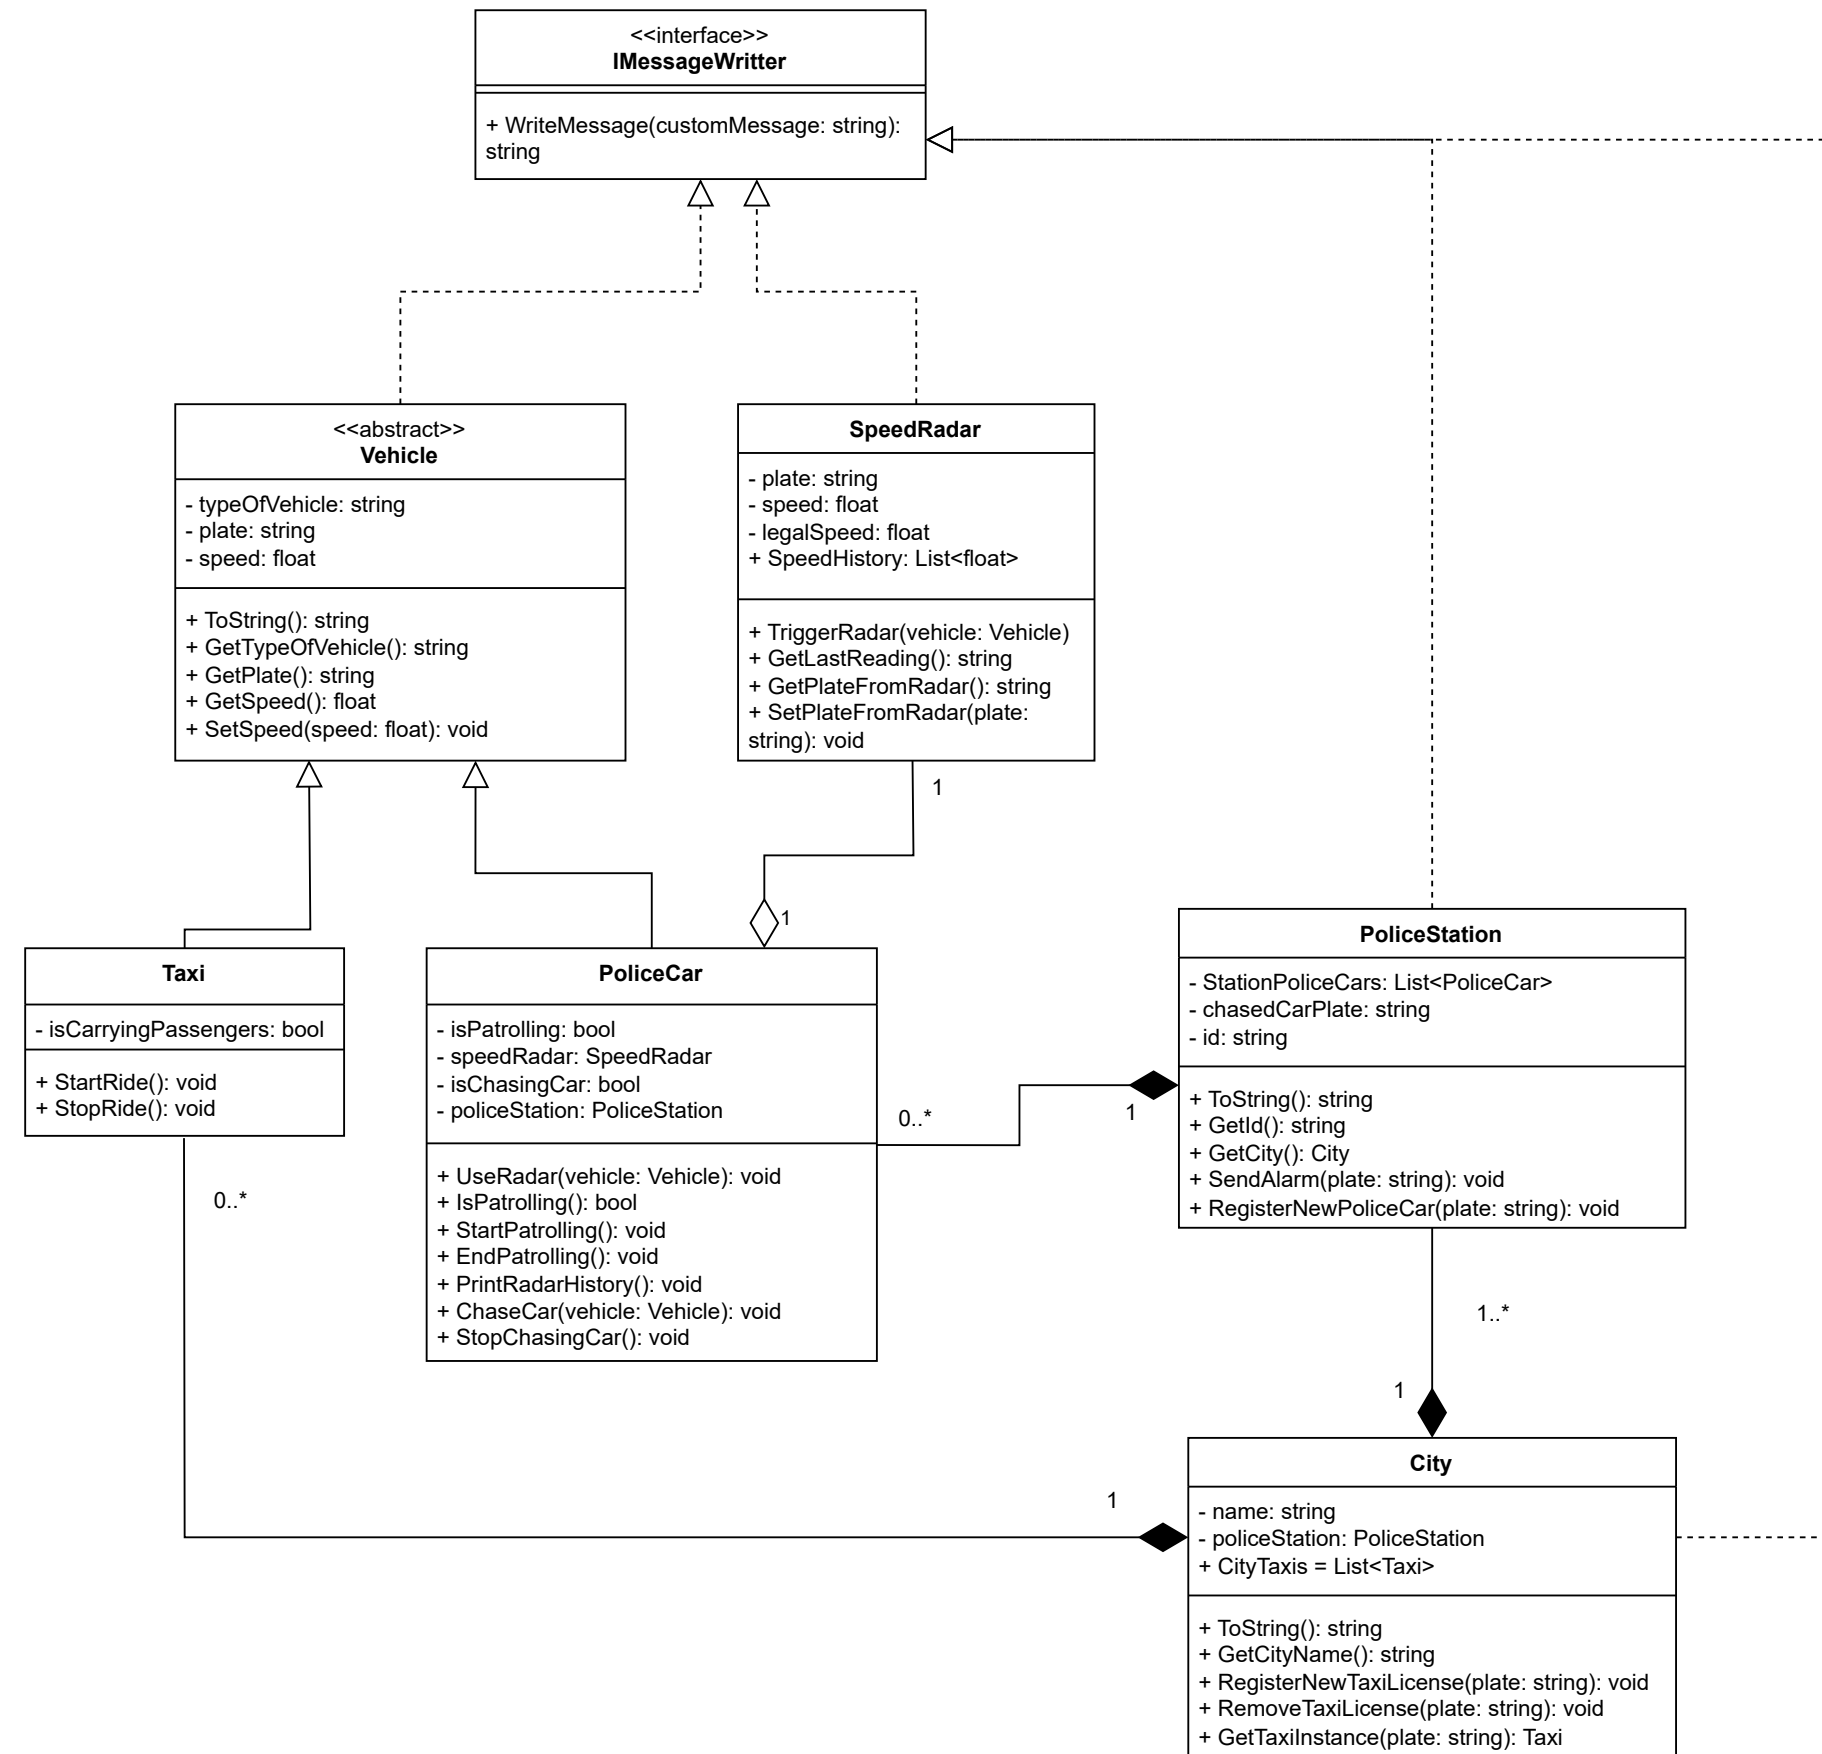 <<interface>>
IMessageWritter
+ WriteMessage(customMessage: string):
string
<<abstract>>
Vehicle
- typeOfVehicle: string
- plate: string
- speed: float
+ ToString(): string
+ GetTypeOfVehicle(): string
+ GetPlate(): string
+ GetSpeed(): float
+ SetSpeed(speed: float): void
SpeedRadar
- plate: string
- speed: float
- legalSpeed: float
+ SpeedHistory: List<float>
+ TriggerRadar(vehicle: Vehicle)
+ GetLastReading(): string
+ GetPlateFromRadar(): string
+ SetPlateFromRadar(plate:
string): void
1
1
Taxi
- isCarryingPassengers: bool
+ StartRide(): void
+ StopRide(): void
0..*
PoliceCar
- isPatrolling: bool
- speedRadar: SpeedRadar
- isChasingCar: bool
- policeStation: PoliceStation
+ UseRadar(vehicle: Vehicle): void
+ IsPatrolling(): bool
+ StartPatrolling(): void
+ EndPatrolling(): void
+ PrintRadarHistory(): void
+ ChaseCar(vehicle: Vehicle): void
+ StopChasingCar(): void
0..*
1
PoliceStation
- StationPoliceCars: List<PoliceCar>
- chasedCarPlate: string
- id: string
+ ToString(): string
+ GetId(): string
+ GetCity(): City
+ SendAlarm(plate: string): void
+ RegisterNewPoliceCar(plate: string): void
1..*
1
1
City
- name: string
- policeStation: PoliceStation
+ CityTaxis = List<Taxi>
+ ToString(): string
+ GetCityName(): string
+ RegisterNewTaxiLicense(plate: string): void
+ RemoveTaxiLicense(plate: string): void
+ GetTaxiInstance(plate: string): Taxi